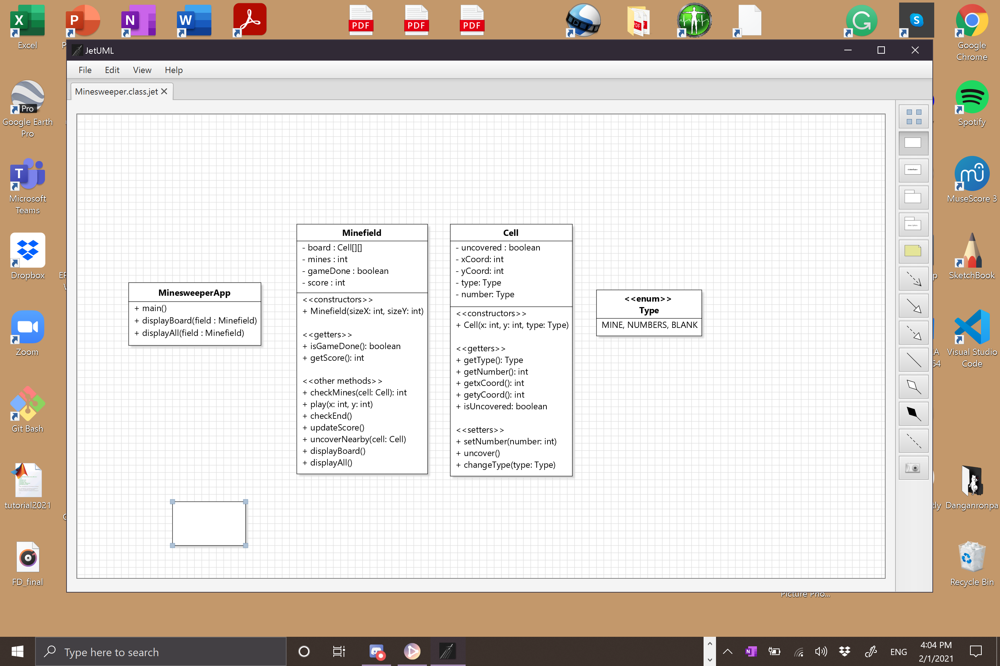 Excel
P
PDF
PDF
PDF
Google
Chrome
JetUML
File Edit View Help
Minesweeper.class.jet
Pro
Google Earth
Pro
Spotify
Microsoft
Teams
MuseScore 3
Dropbox
SketchBook
Zoom
Visual Studio
Code
Git Bash
tutorial2021
Danganronpa
FD_final
Recycle Bin
MinesweeperApp
+ main()
+ displayBoard(field : Minefield)
+ displayAll(field : Minefield)
Minefield
- board : Cell[][]
- mines : int
- gameDone : boolean
- score : int
<<constructors>>
+ Minefield(sizeX: int, sizeY: int)
<<getters>>
+ isGameDone(): boolean
+ getScore(): int
<<other methods>>
+ checkMines(cell: Cell): int
+ play(x: int, y: int)
+ checkEnd()
+ updateScore()
+ uncoverNearby(cell: Cell)
+ displayBoard()
+ displayAll()
Cell
- uncovered : boolean
- xCoord: int
- yCoord: int
- type: Type
- number: Type
<<constructors>>
+ Cell(x: int, y: int, type: Type)
<<getters>>
+ getType(): Type
+ getNumber(): int
+ getxCoord(): int
+ getyCoord(): int
+ isUncovered: boolean
<<setters>>
+ setNumber(number: int)
+ uncover()
+ changeType(type: Type)
<<enum>>
Type
MINE, NUMBERS, BLANK
Picture Pho...
Type here to search
ENG
4:04 PM
2/1/2021